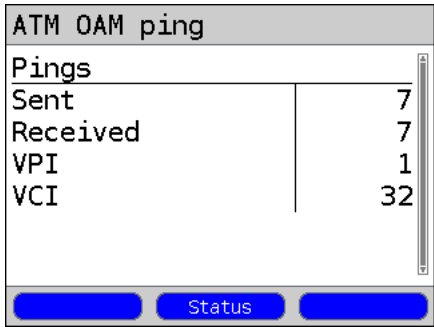 ATM OAM ping
Pings
Sent 7
Received 7
VPI 1
VCI 32
Status